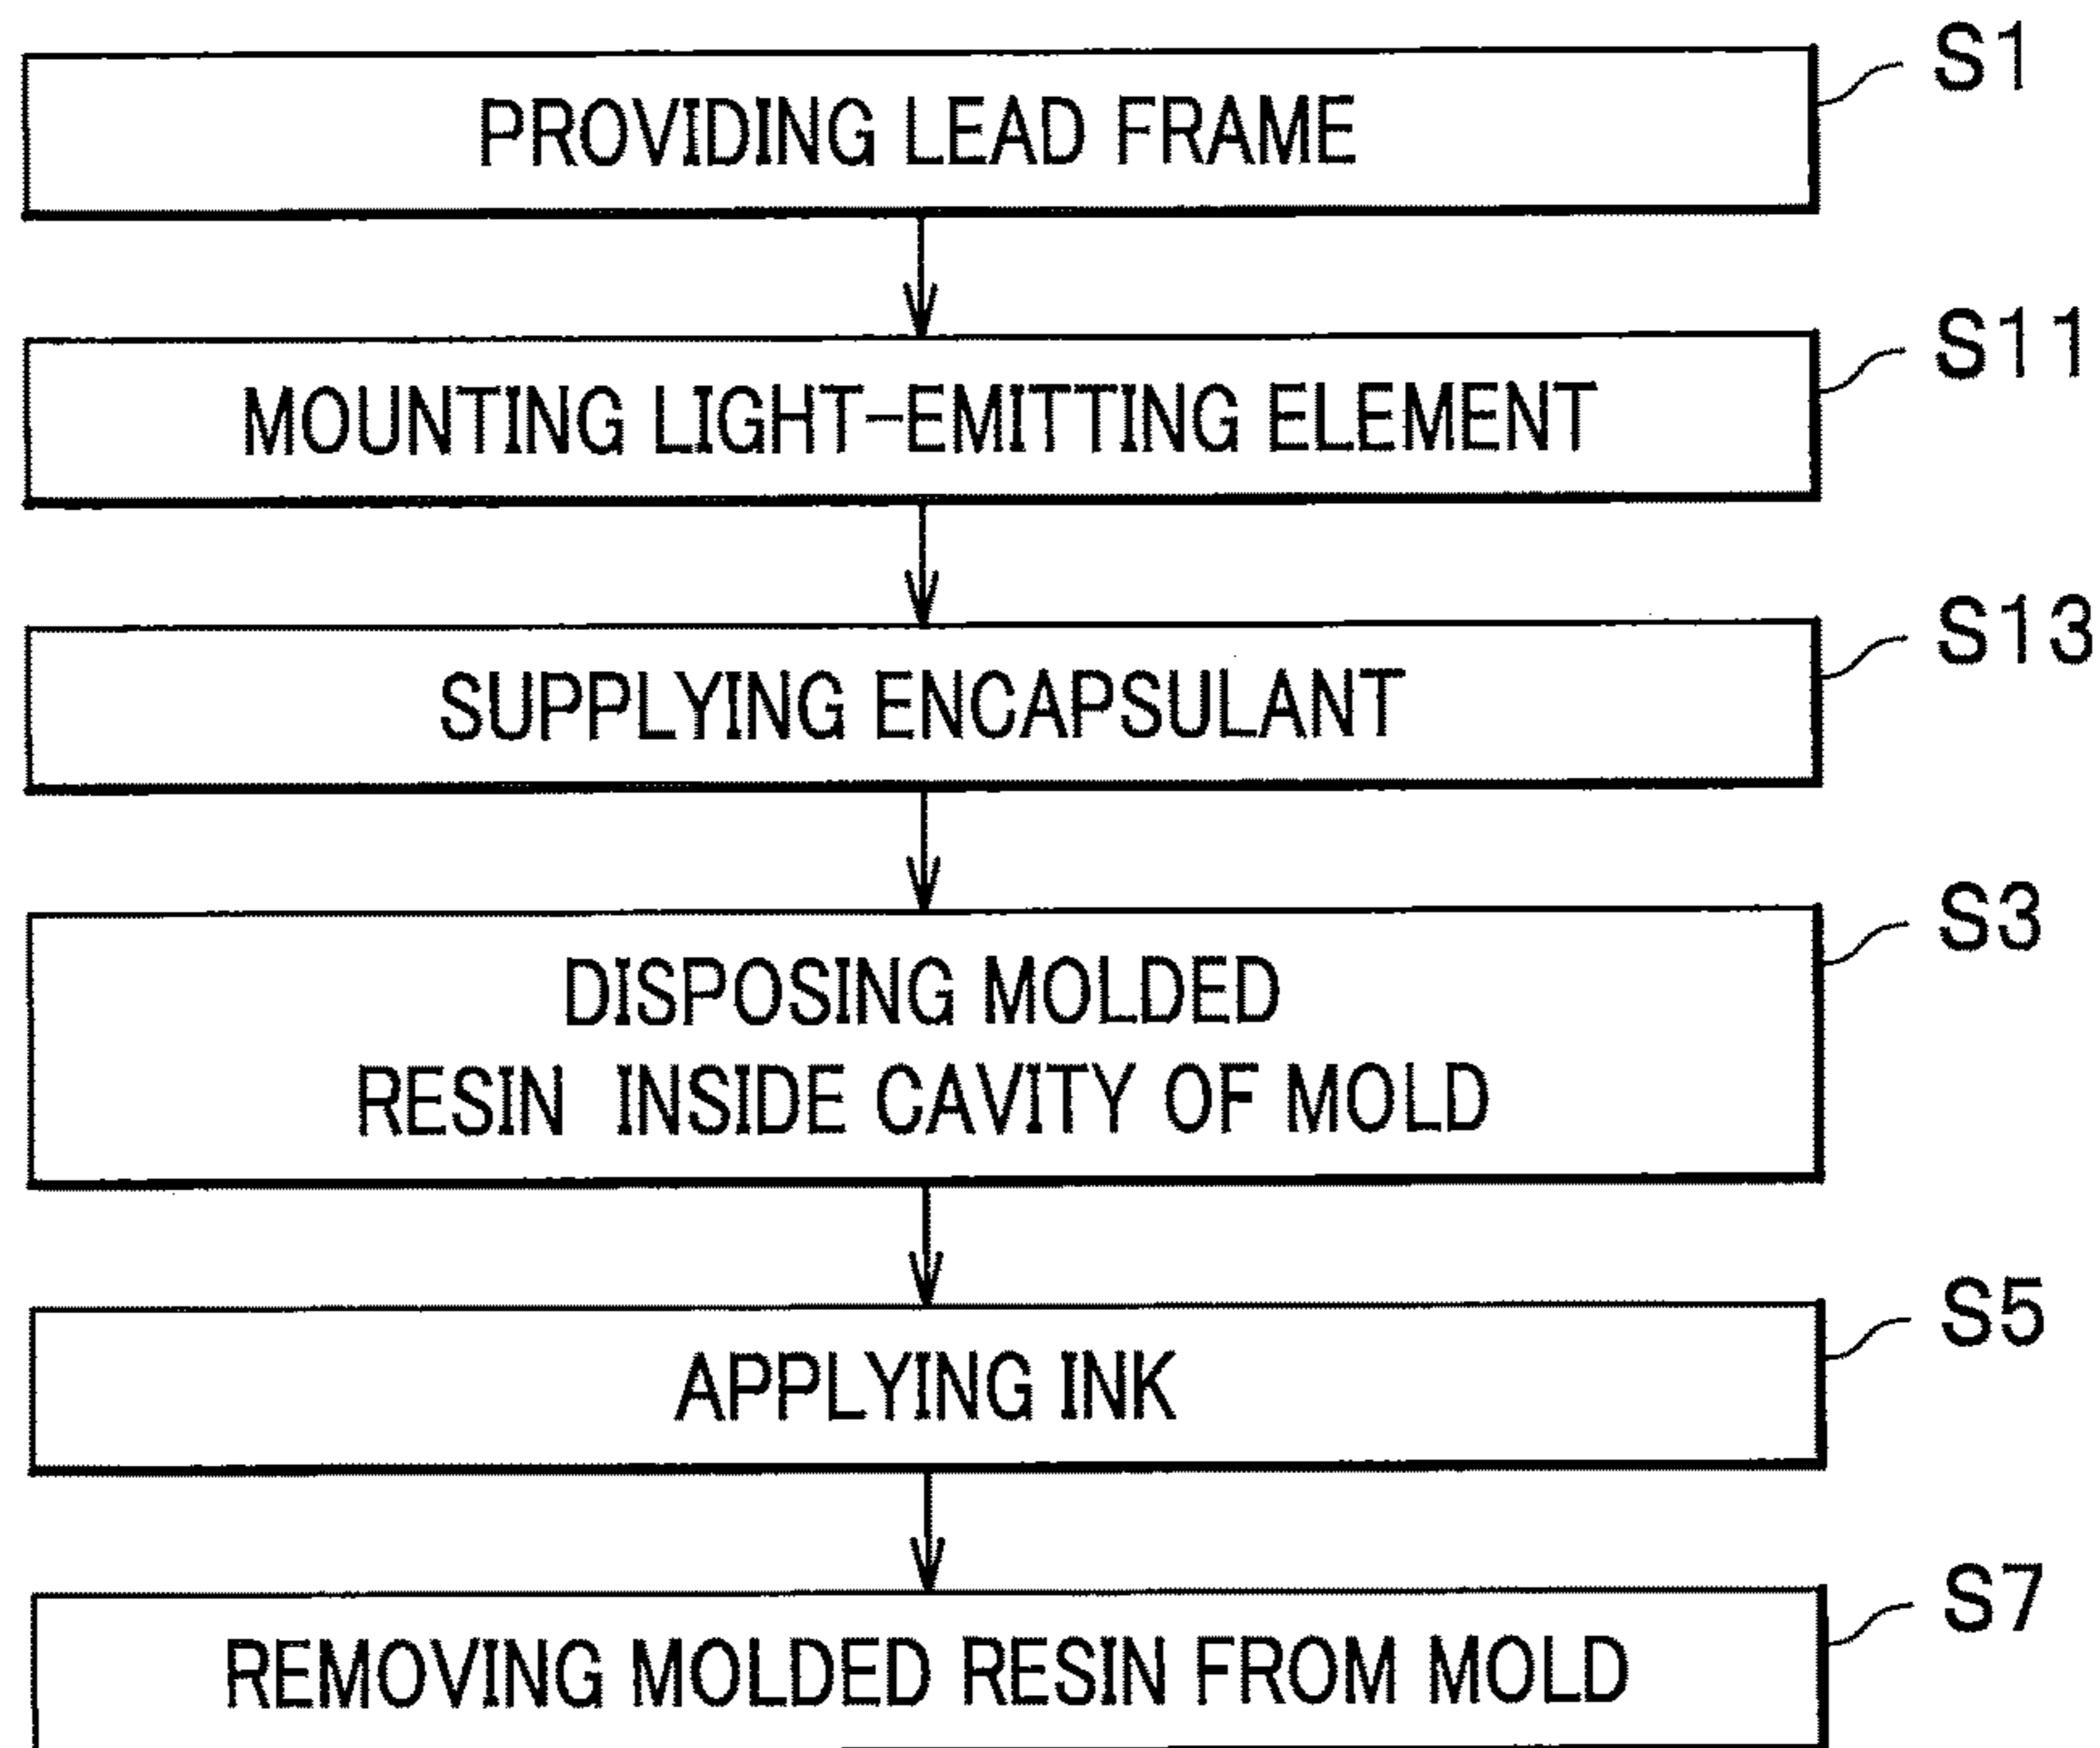 S1
PROVIDING LEAD FRAME
S11
MOUNTING LIGHT-EMITTING ELEMENT
S13
SUPPLYING ENCAPSULANT
S3
DISPOSING MOLDED
RESIN INSIDE CAVITY OF MOLD
S5
APPLYING INK
S7
REMOVING MOLDED RESIN FROM MOLD